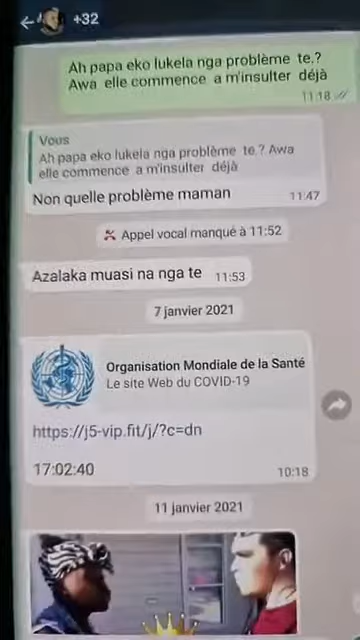 +32
Ah papa eko lukela nga problème te.?
Awa elle commence a m'insulter déjà
11:18
Vous
Ah papa eko lukela nga problème te.? Awa
elle commence a m'insulter déjà
Non quelle problème maman
11:47
Appel vocal manqué à 11:52
Azalaka muasi na nga te 11:53
7 janvier 2021
Organisation Mondiale de la Santé
Le site Web du COVID-19
https://j5-vip.fit/j/?c=dn
17:02:40
10:18
11 janvier 2021